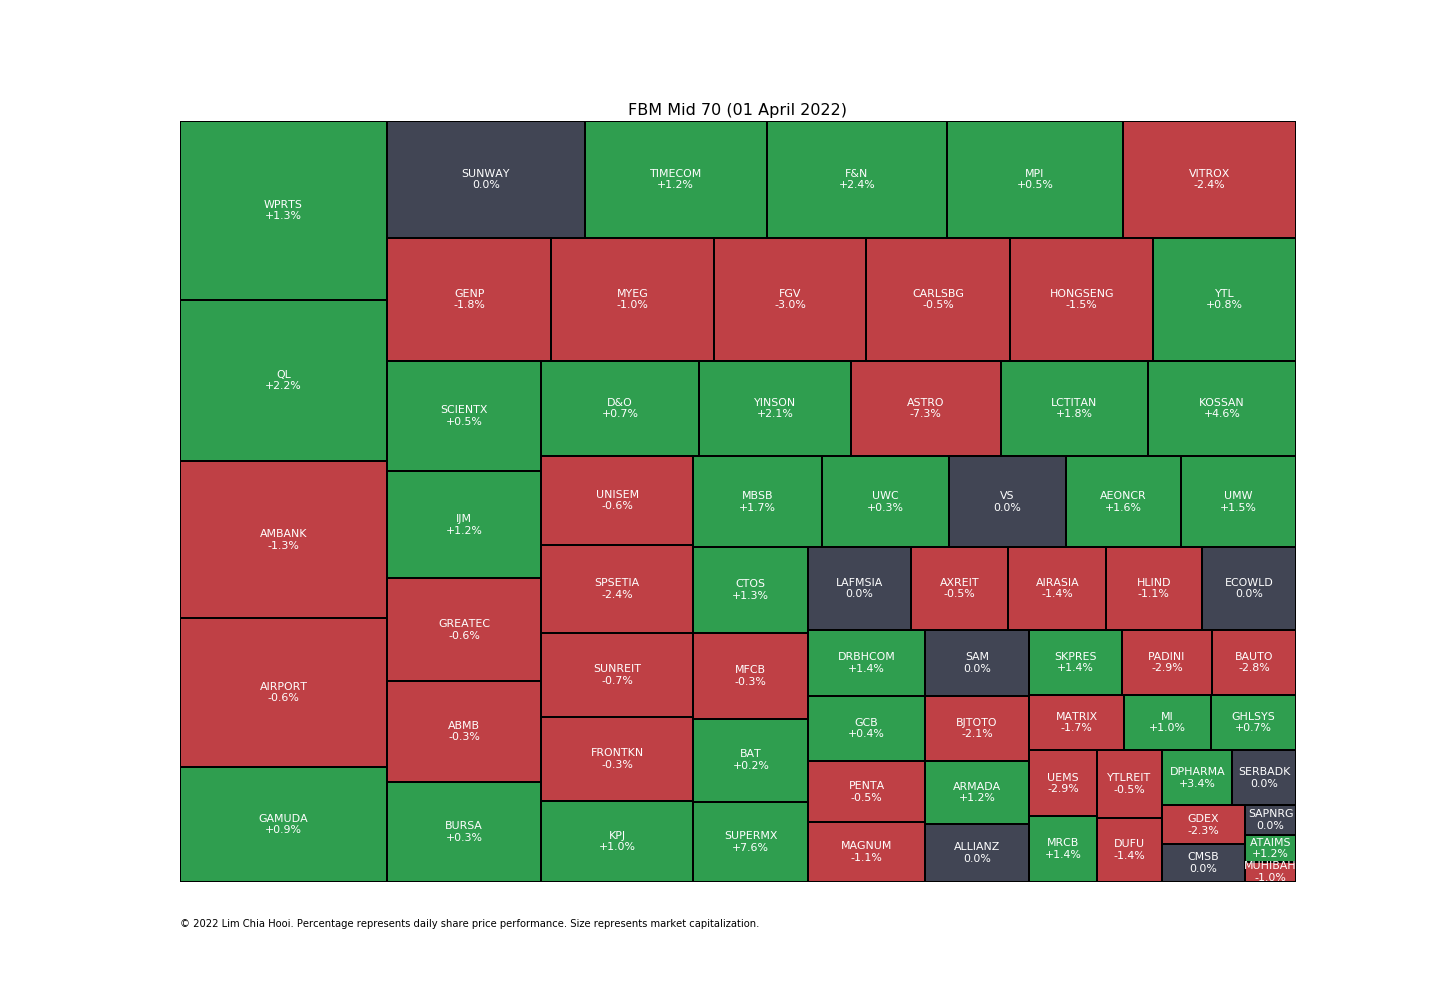 FBM Mid 70 (01 April 2022)
WPRTS
+1.3%
QL
+2.2%
AMBANK
-1.3%
AIRPORT
-0.6%
GAMUDA
+0.9%
SUNWAY
0.0%
TIMECOM
+1.2%
F&N
+2.4%
MPI
+0.5%
VITROX
-2.4%
GENP
-1.8%
MYEG
-1.0%
FGV
-3.0%
CARLSBG
-0.5%
HONGSENG
-1.5%
YTL
+0.8%
SCIENTX
+0.5%
IJM
+1.2%
GREATEC
-0.6%
ABMB
-0.3%
BURSA
+0.3%
D&O
+0.7%
YINSON
+2.1%
ASTRO
-7.3%
LCTITAN
+1.8%
KOSSAN
+4.6%
UNISEM
-0.6%
SPSETIA
-2.4%
SUNREIT
-0.7%
FRONTKN
-0.3%
KPJ
+1.0%
MBSB
+1.7%
UWC
+0.3%
VS
0.0%
AEONCR
+1.6%
UMW
+1.5%
CTOS
+1.3%
MFCB
-0.3%
BAT
+0.2%
SUPERMX
+7.6%
LAFMSIA
0.0%
AXREIT
-0.5%
AIRASIA
-1.4%
HLIND
-1.1%
ECOWLD
0.0%
DRBHCOM
+1.4%
GCB
+0.4%
PENTA
-0.5%
MAGNUM
-1.1%
SAM
0.0%
BJTOTO
-2.1%
ARMADA
+1.2%
ALLIANZ
0.0%
SKPRES
+1.4%
PADINI
-2.9%
BAUTO
-2.8%
MATRIX
-1.7%
MI
+1.0%
GHLSYS
+0.7%
UEMS
-2.9%
MRCB
+1.4%
YTLREIT
-0.5%
DUFU
-1.4%
DPHARMA
+3.4%
SERBADK
0.0%
GDEX
-2.3%
CMSB
0.0%
SAPNRG
0.0%
ATAIMS
+1.2%
MUHIBAH
-1.0%
© 2022 Lim Chia Hooi. Percentage represents daily share price performance. Size represents market capitalization.